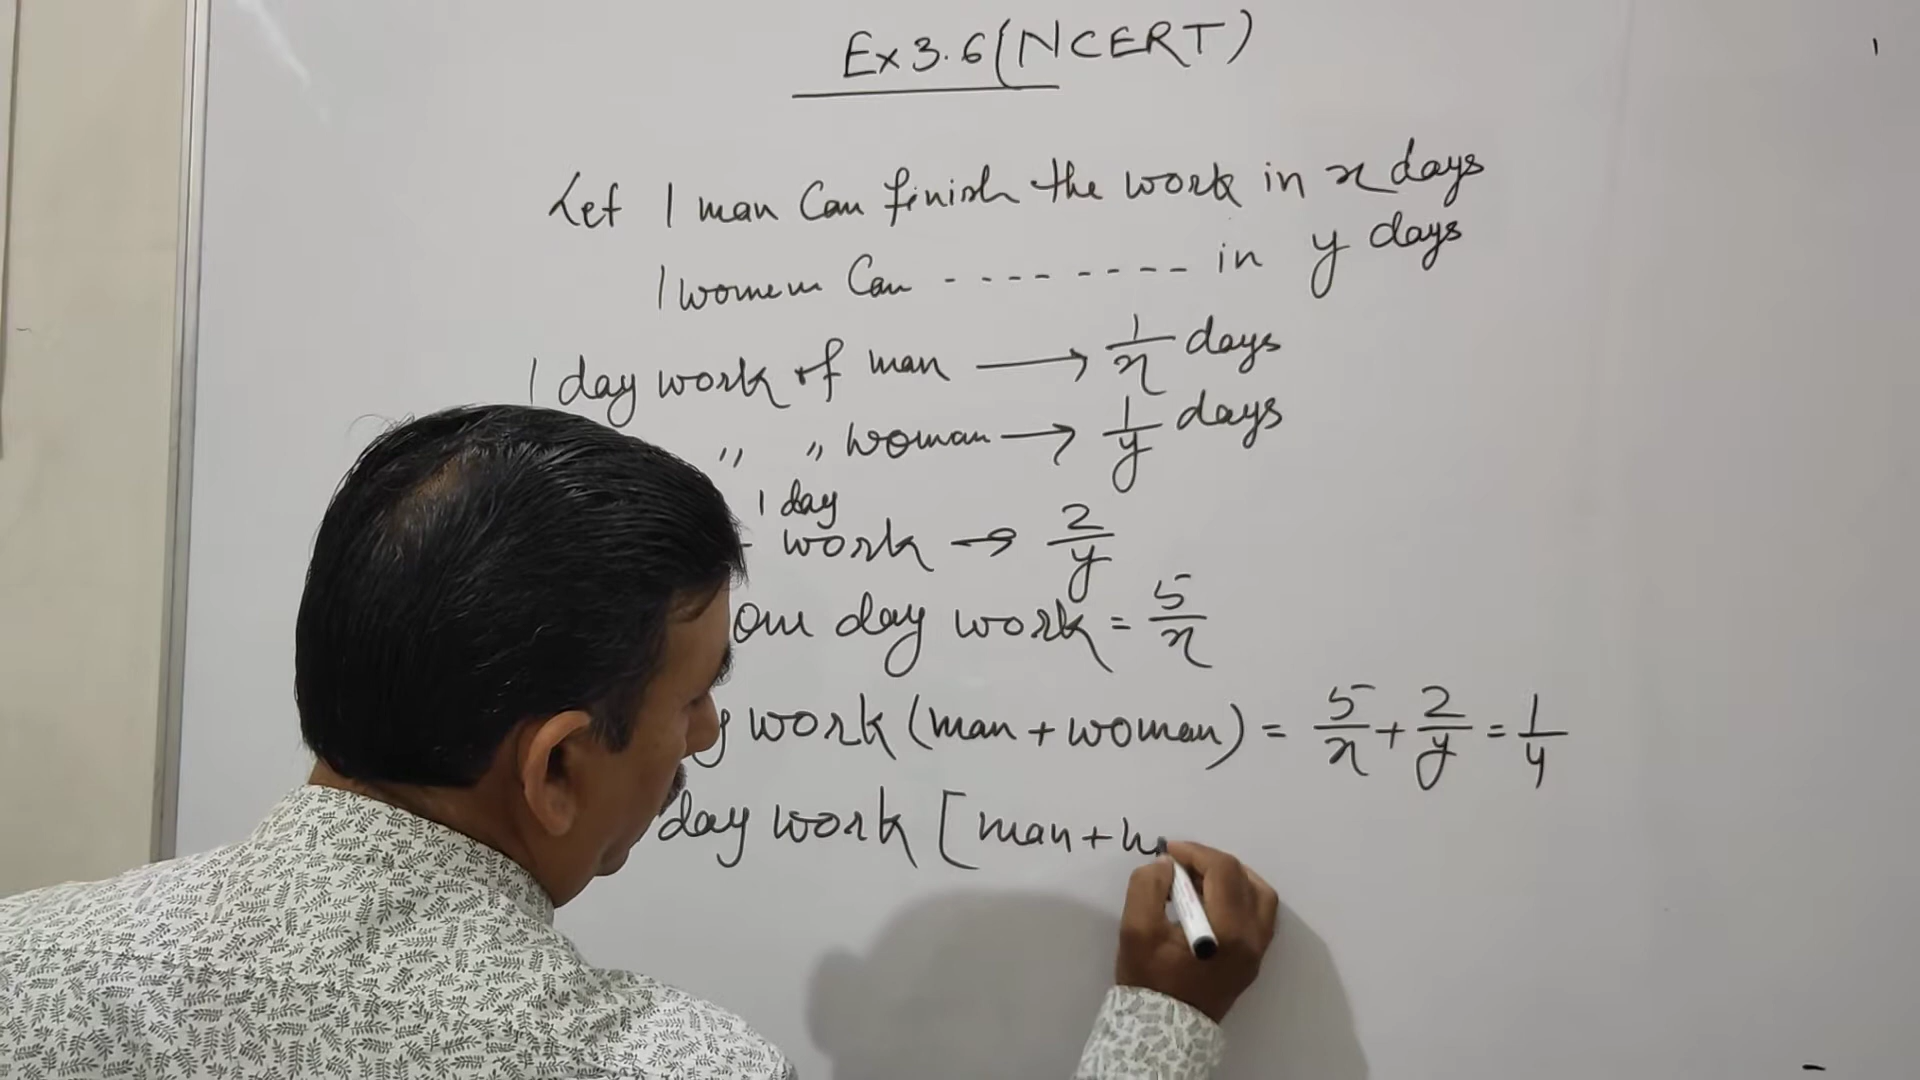 Ex 3.6 (NCERT)
Let 1 man Can finish the work in x days
1 women Can - - - - - - - - in y days
1 day work of man → 1/x days
" " woman → 1/y days
1 day
work → 2/y
one day work = 5/x
work (man + woman) = 5/x + 2/y = 1/4
day work [man +